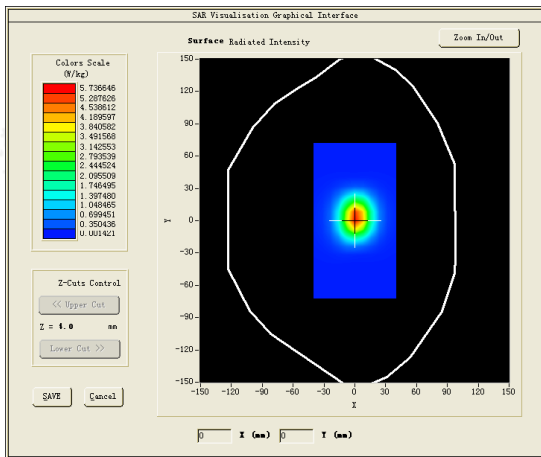 SAR Visualisation Graphical Interface
Surface Radiated Intensity
Zoom In/Out
Colors Scale
(W/kg)
5.736646
5.287626
4.538612
4.189597
3.840582
3.491568
3.142553
2.793539
2.444524
2.095509
1.746495
1.397480
1.048465
0.699451
0.350436
0.001421
150
120
90
60
30
0
-30
-60
-90
-120
-150
Y
-150 -120 -90 -60 -30 0 30 60 90 120 150
X
Z-Cuts Control
<< Upper Cut
Z = 4.0 mm
Lower Cut >>
SAVE Cancel
0 X (mm) 0 Y (mm)